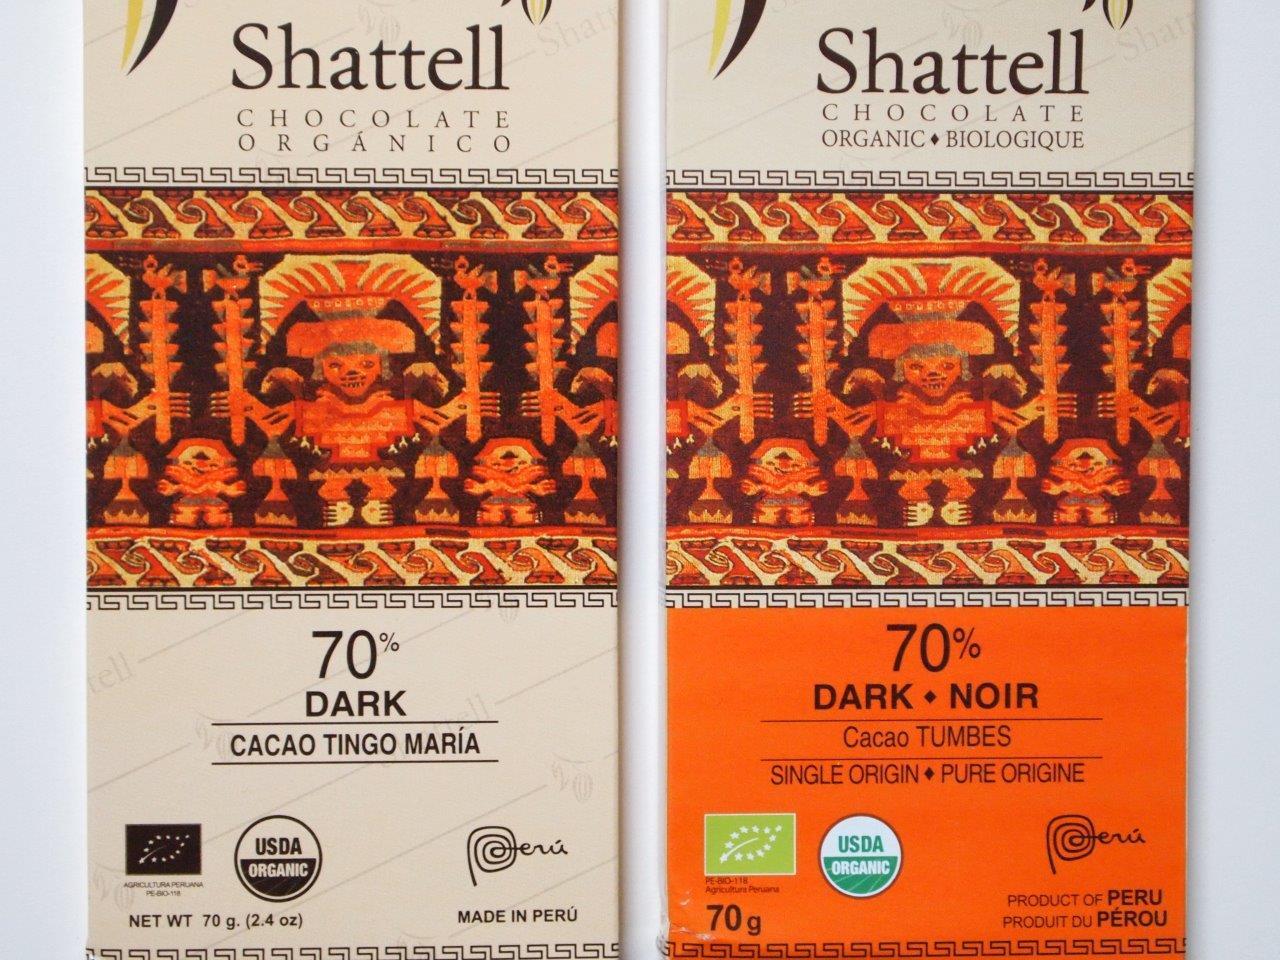 Shattell
CHOCOLATE
ORGÁNICO
70%
DARK
CACAO TINGO MARÍA
AGRICULTURA PERUANA
PE-BIO-118
USDA
ORGANIC
Perú
NET WT 70 g. (2.4 oz)
MADE IN PERÚ
Shattell
CHOCOLATE
ORGANIC ♦ BIOLOGIQUE
70%
DARK ♦ NOIR
Cacao TUMBES
SINGLE ORIGIN ♦ PURE ORIGINE
PE-BIO-118
Agricultura Peruana
USDA
ORGANIC
Perú
70 g
PRODUCT OF PERU
PRODUIT DU PÉROU